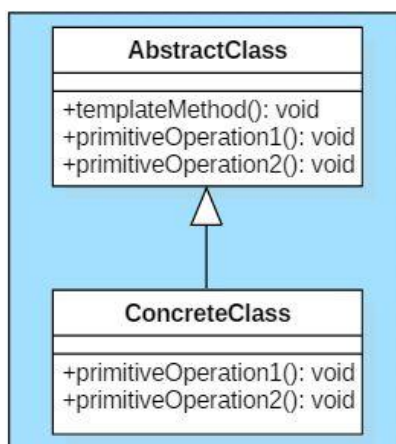 AbstractClass
+templateMethod(): void
+primitiveOperation1(): void
+primitiveOperation2(): void
ConcreteClass
+primitiveOperation1(): void
+primitiveOperation2(): void